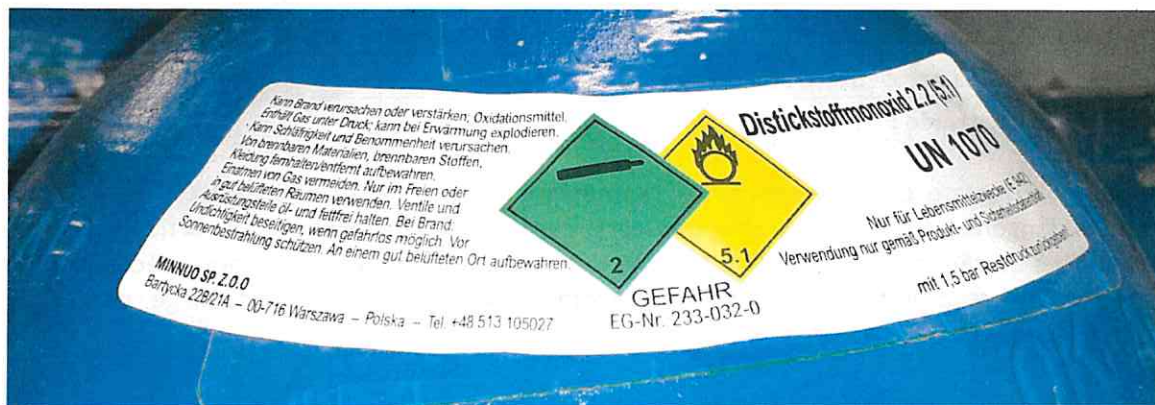 Kann Brand verursachen oder verstärken; Oxidationsmittel.
Enthält Gas unter Druck; kann bei Erwärmung explodieren.
Kann Schläfrigkeit und Benommenheit verursachen.
Von brennbaren Materialien, brennbaren Stoffen,
Kleidung fernhalten/entfernt aufbewahren.
Einatmen von Gas vermeiden. Nur im Freien oder
in gut belüfteten Räumen verwenden. Ventile und
Ausrüstungsteile öl- und fettfrei halten. Bei Brand:
Undichtigkeit beseitigen, wenn gefahrlos möglich. Vor
Sonnenbestrahlung schützen. An einem gut belüfteten Ort aufbewahren.
MINNUO SP. Z.O.O
Bartycka 22B/21A – 00-716 Warszawa – Polska – Tel. +48 513 105027
2
5.1
GEFAHR
EG-Nr. 233-032-0
Distickstoffmonoxid 2.2 (5.1)
UN 1070
Nur für Lebensmittelzwecke (E 942)
Verwendung nur gemäß Produkt- und Sicherheitsdatenblatt
mit 1,5 bar Restdruck zurückgeben!